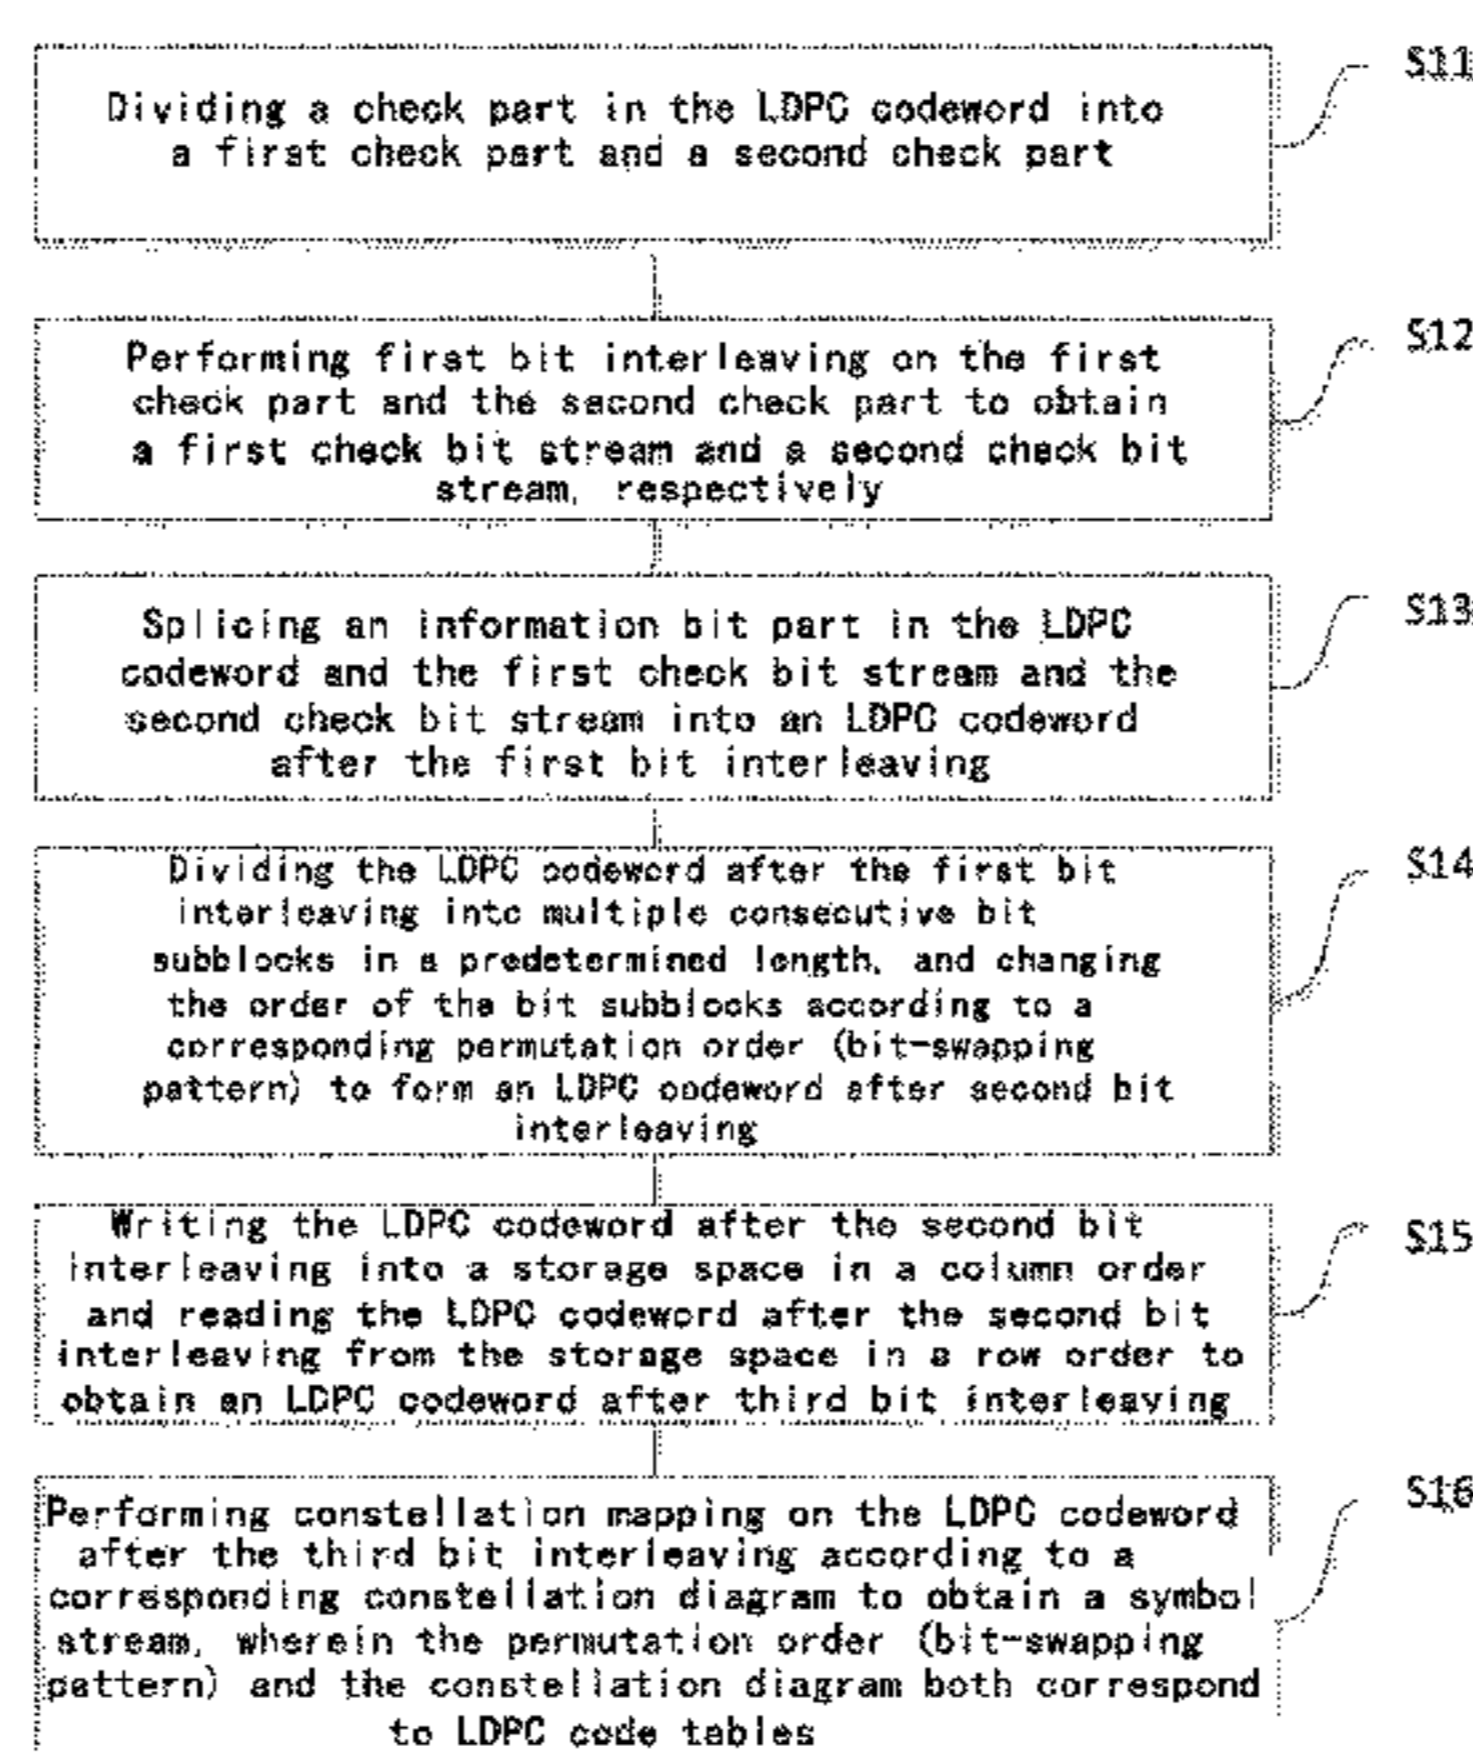 S11
Dividing a check part in the LDPC codeword into
a first check part and a second check part
S12
Performing first bit interleaving on the first
check part and the second check part to obtain
a first check bit stream and a second check bit
stream, respectively
S13
Splicing an information bit part in the LDPC
codeword and the first check bit stream and the
second check bit stream into an LDPC codeword
after the first bit interleaving
S14
Dividing the LDPC codeword after the first bit
interleaving into multiple consecutive bit
subblocks in a predetermined length, and changing
the order of the bit subblocks according to a
corresponding permutation order (bit-swapping
pattern) to form an LDPC codeword after second bit
interleaving
S15
Writing the LDPC codeword after the second bit
interleaving into a storage space in a column order
and reading the LDPC codeword after the second bit
interleaving from the storage space in a row order to
obtain an LDPC codeword after third bit interleaving
S16
Performing constellation mapping on the LDPC codeword
after the third bit interleaving according to a
corresponding constellation diagram to obtain a symbol
stream, wherein the permutation order (bit-swapping
pattern) and the constellation diagram both correspond
to LDPC code tables